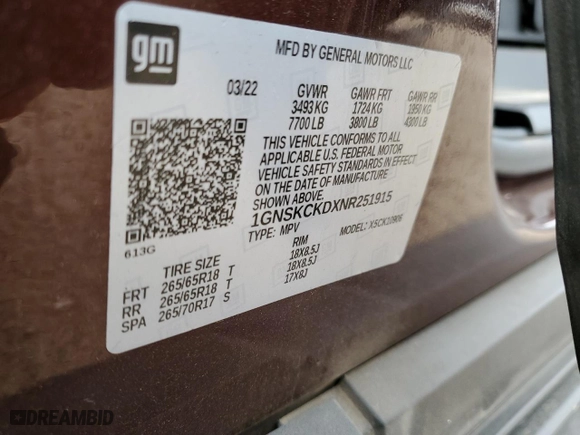 gm
MFD BY GENERAL MOTORS LLC
03/22 GVWR GAWR FRT GAWR RR
3493 KG 1724 KG 1950 KG
7700 LB 3800 LB 4300 LB
THIS VEHICLE CONFORMS TO ALL
APPLICABLE U.S. FEDERAL MOTOR
VEHICLE SAFETY STANDARDS IN EFFECT
ON THE DATE OF MANUFACTURE
SHOWN ABOVE.
1GNSKCKDXNR251915
TYPE: MPV MODEL:
613G
TIRE SIZE RIM
FRT 265/65R18 T 18X8.5J
RR 265/65R18 T 18X8.5J
SPA 265/70R17 S 17X8J
DREAMBID